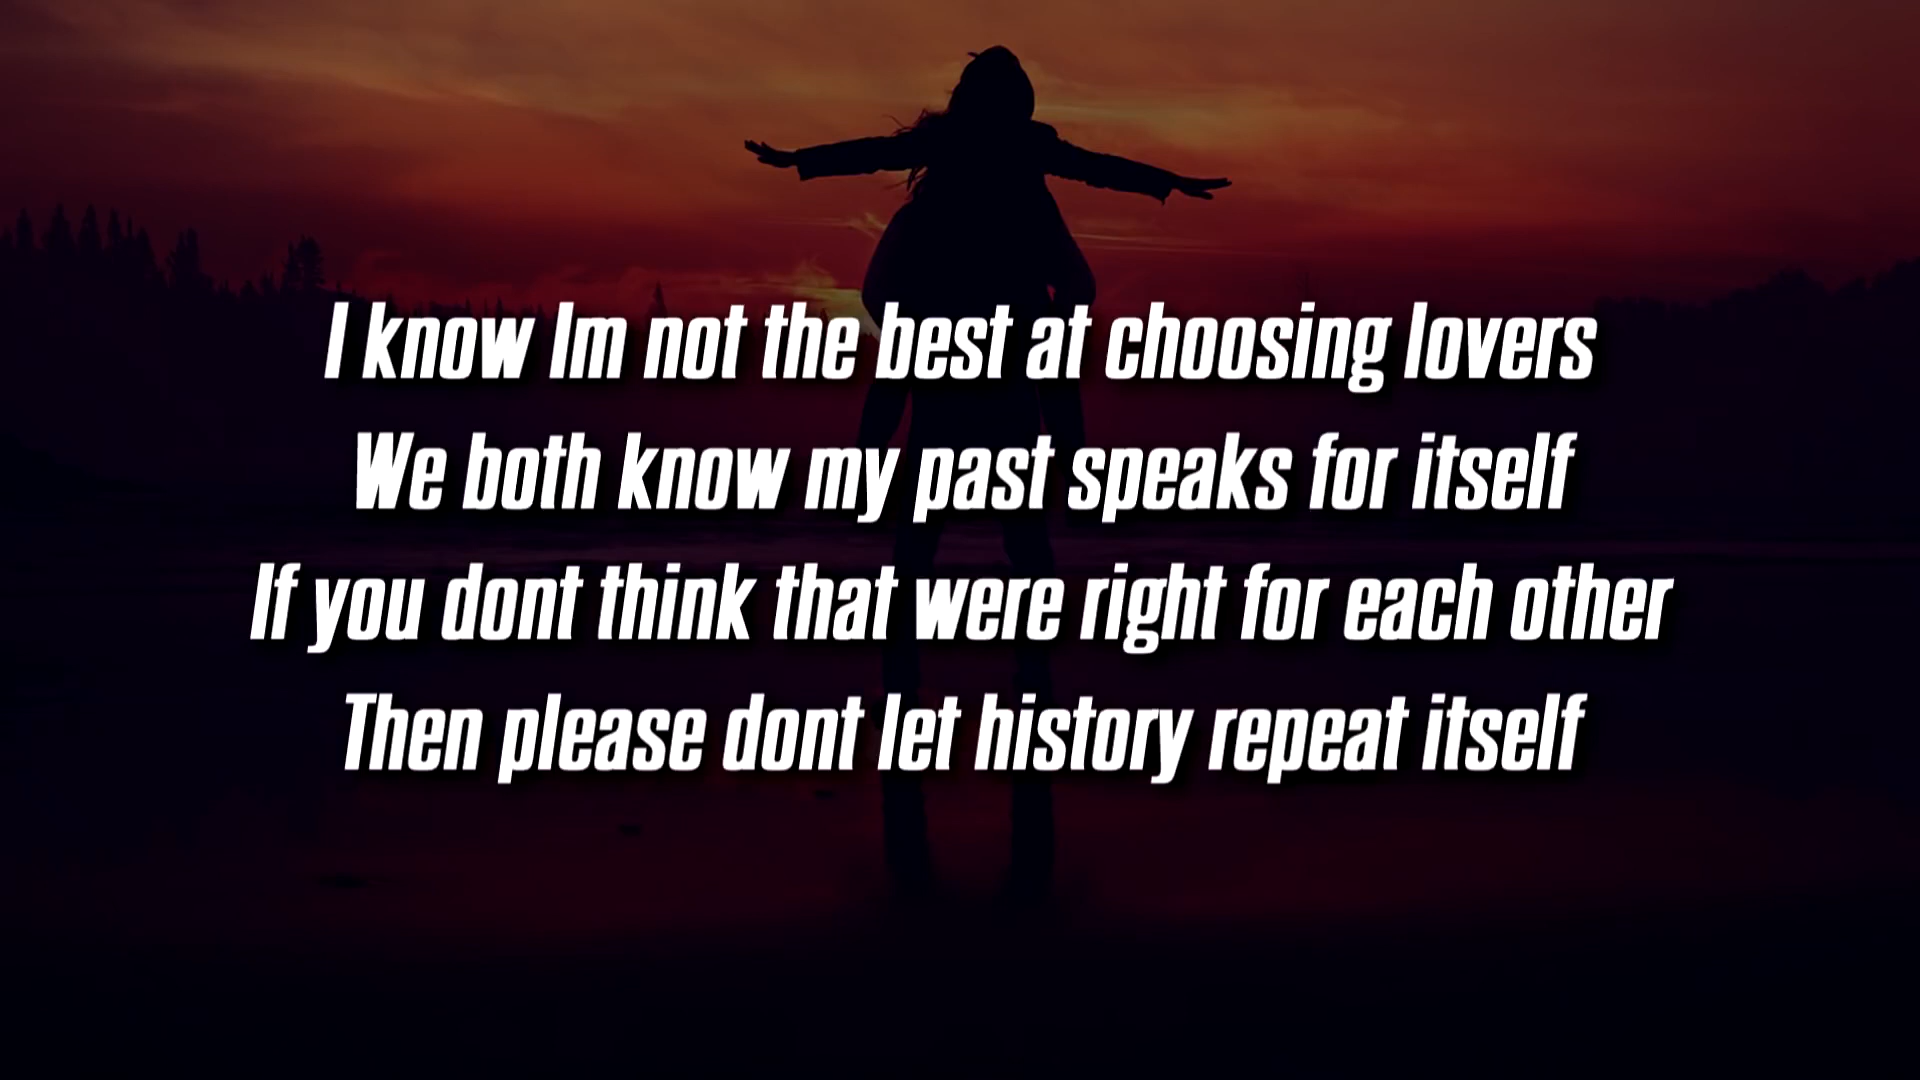 I know Im not the best at choosing lovers
We both know my past speaks for itself
If you dont think that were right for each other
Then please dont let history repeat itself